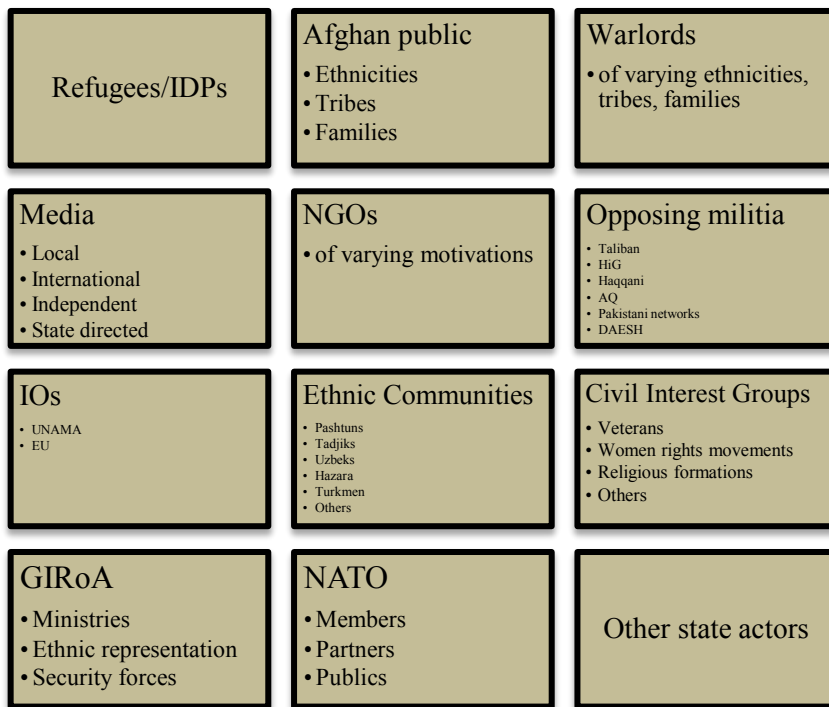 Refugees/IDPs
Afghan public
• Ethnicities
• Tribes
• Families
Warlords
• of varying ethnicities,
tribes, families
Media
• Local
• International
• Independent
• State directed
NGOs
• of varying motivations
Opposing militia
• Taliban
• HiG
• Haqqani
• AQ
• Pakistani networks
• DAESH
IOs
• UNAMA
• EU
Ethnic Communities
• Pashtuns
• Tadjiks
• Uzbeks
• Hazara
• Turkmen
• Others
Civil Interest Groups
• Veterans
• Women rights movements
• Religious formations
• Others
GIRoA
• Ministries
• Ethnic representation
• Security forces
NATO
• Members
• Partners
• Publics
Other state actors